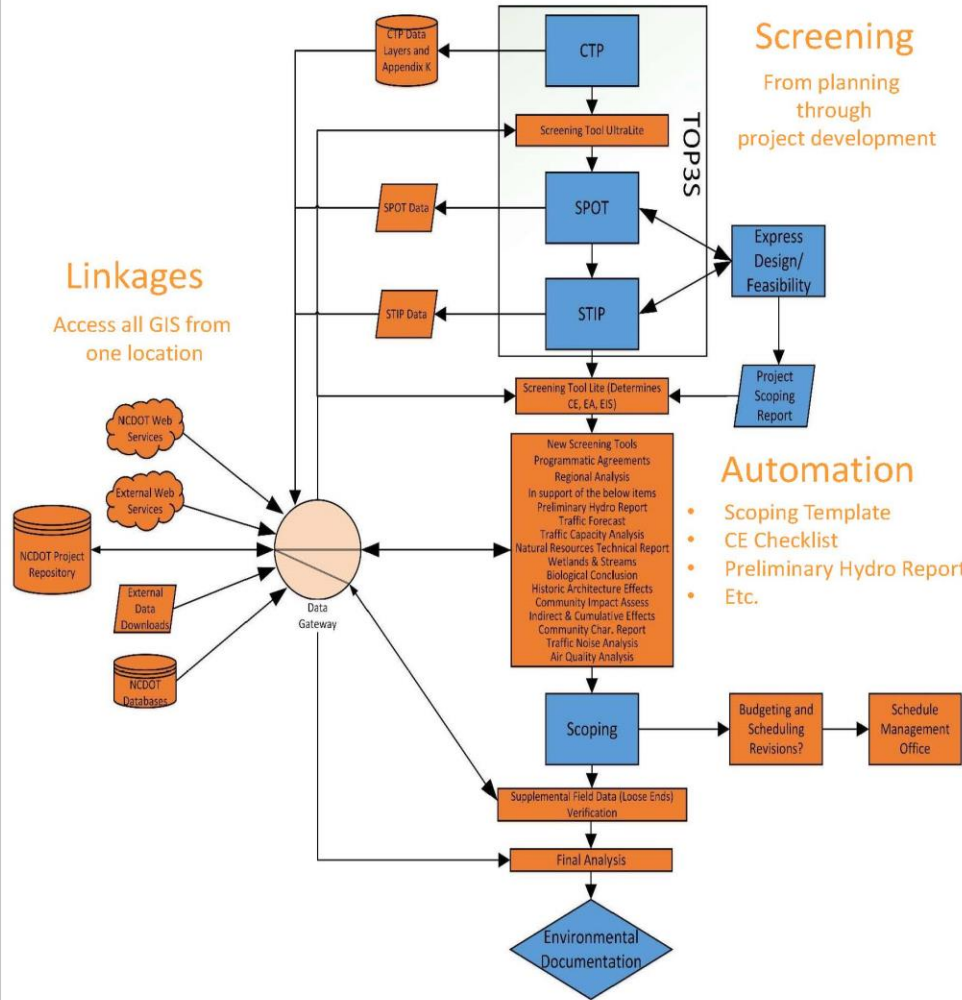 CTP Data
Layers and
Appendix K
CTP
Screening
From planning
through
project development
Screening Tool UltraLite
TOP3S
SPOT Data
SPOT
Express
Design/
Feasibility
Linkages
Access all GIS from
one location
STIP Data
STIP
Screening Tool Lite (Determines
CE, EA, EIS)
Project
Scoping
Report
NCDOT Web
Services
External Web
Services
NCDOT Project
Repository
External
Data
Downloads
NCDOT
Databases
Data
Gateway
New Screening Tools
Programmatic Agreements
Regional Analysis
In support of the below items
Preliminary Hydro Report
Traffic Forecast
Traffic Capacity Analysis
Natural Resources Technical Report
Wetlands & Streams
Biological Conclusion
Historic Architecture Effects
Community Impact Assess
Indirect & Cumulative Effects
Community Char. Report
Traffic Noise Analysis
Air Quality Analysis
Automation
• Scoping Template
• CE Checklist
• Preliminary Hydro Report
• Etc.
Scoping
Budgeting and
Scheduling
Revisions?
Schedule
Management
Office
Supplemental Field Data (Loose Ends)
Verification
Final Analysis
Environmental
Documentation